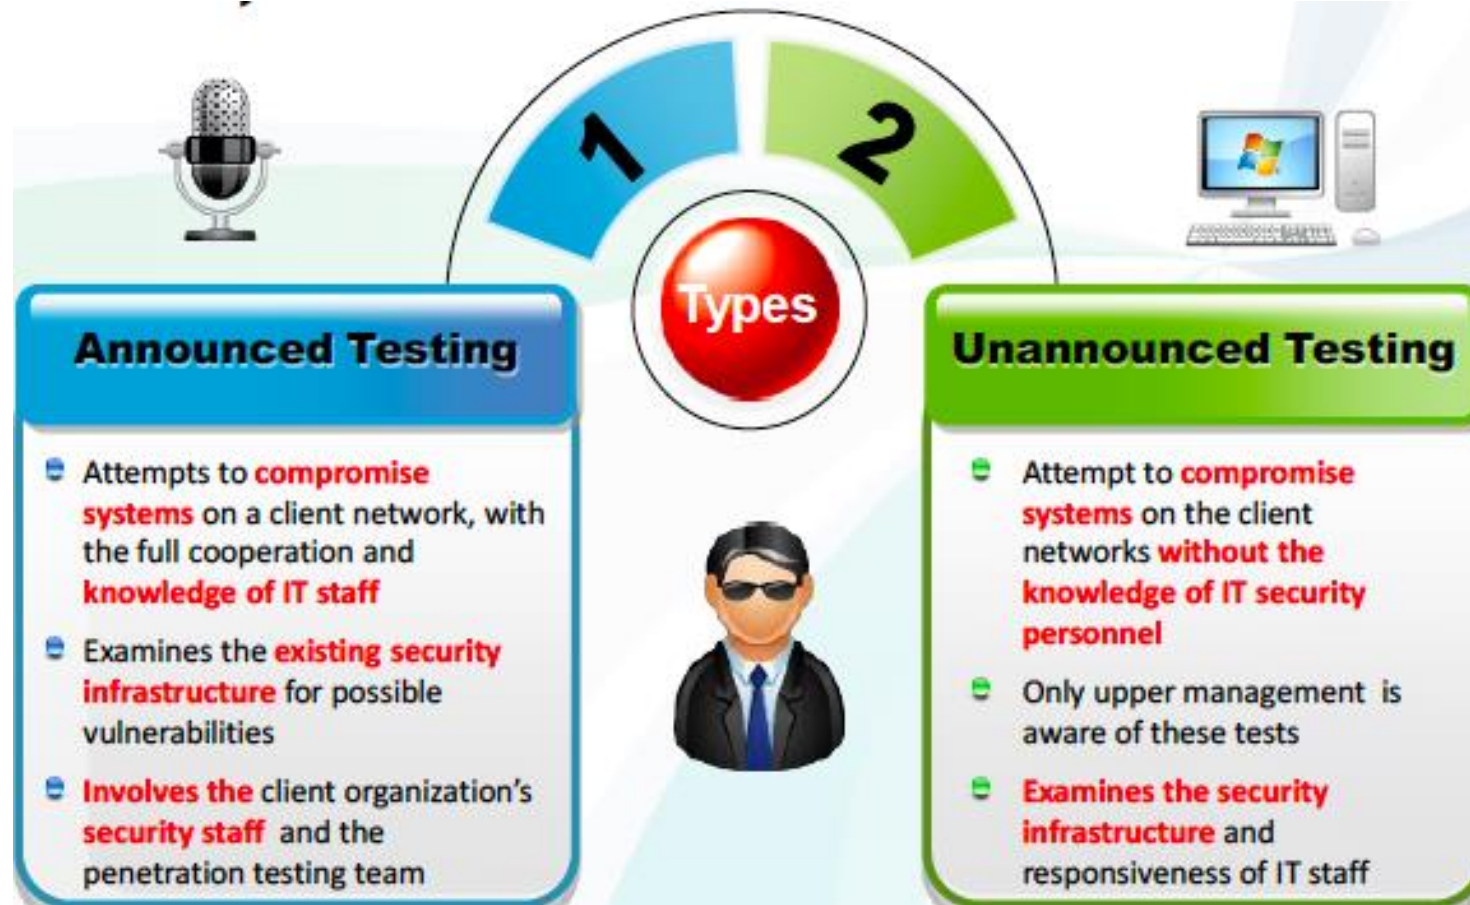 1
2
Types
Announced Testing
Attempts to compromise
systems on a client network, with
the full cooperation and
knowledge of IT staff
Examines the existing security
infrastructure for possible
vulnerabilities
Involves the client organization's
security staff and the
penetration testing team
Unannounced Testing
Attempt to compromise
systems on the client
networks without the
knowledge of IT security
personnel
Only upper management is
aware of these tests
Examines the security
infrastructure and
responsiveness of IT staff